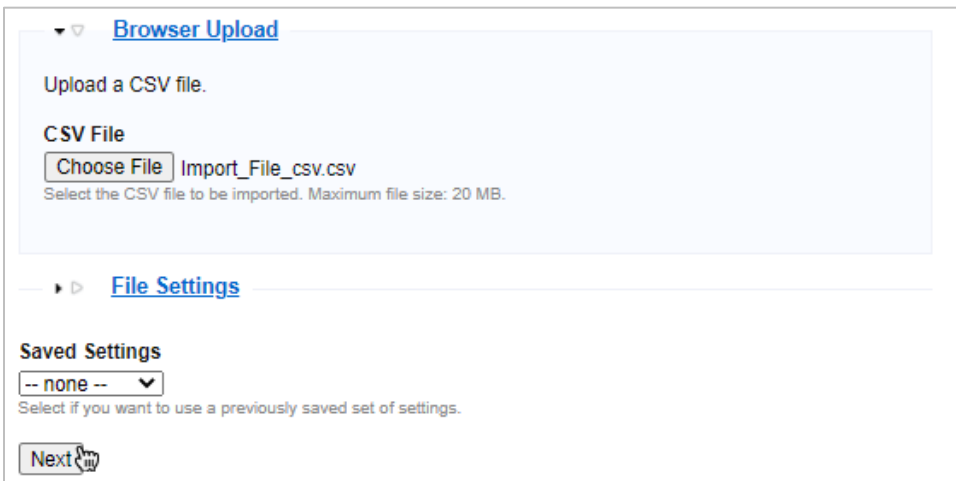 Browser Upload
Upload a CSV file.
CSV File
Choose File Import_File_csv.csv
Select the CSV file to be imported. Maximum file size: 20 MB.
File Settings
Saved Settings
-- none --
Select if you want to use a previously saved set of settings.
Next